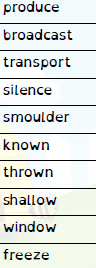 produce
broadcast
transport
silence
smoulder
known
thrown
shallow
window
freeze